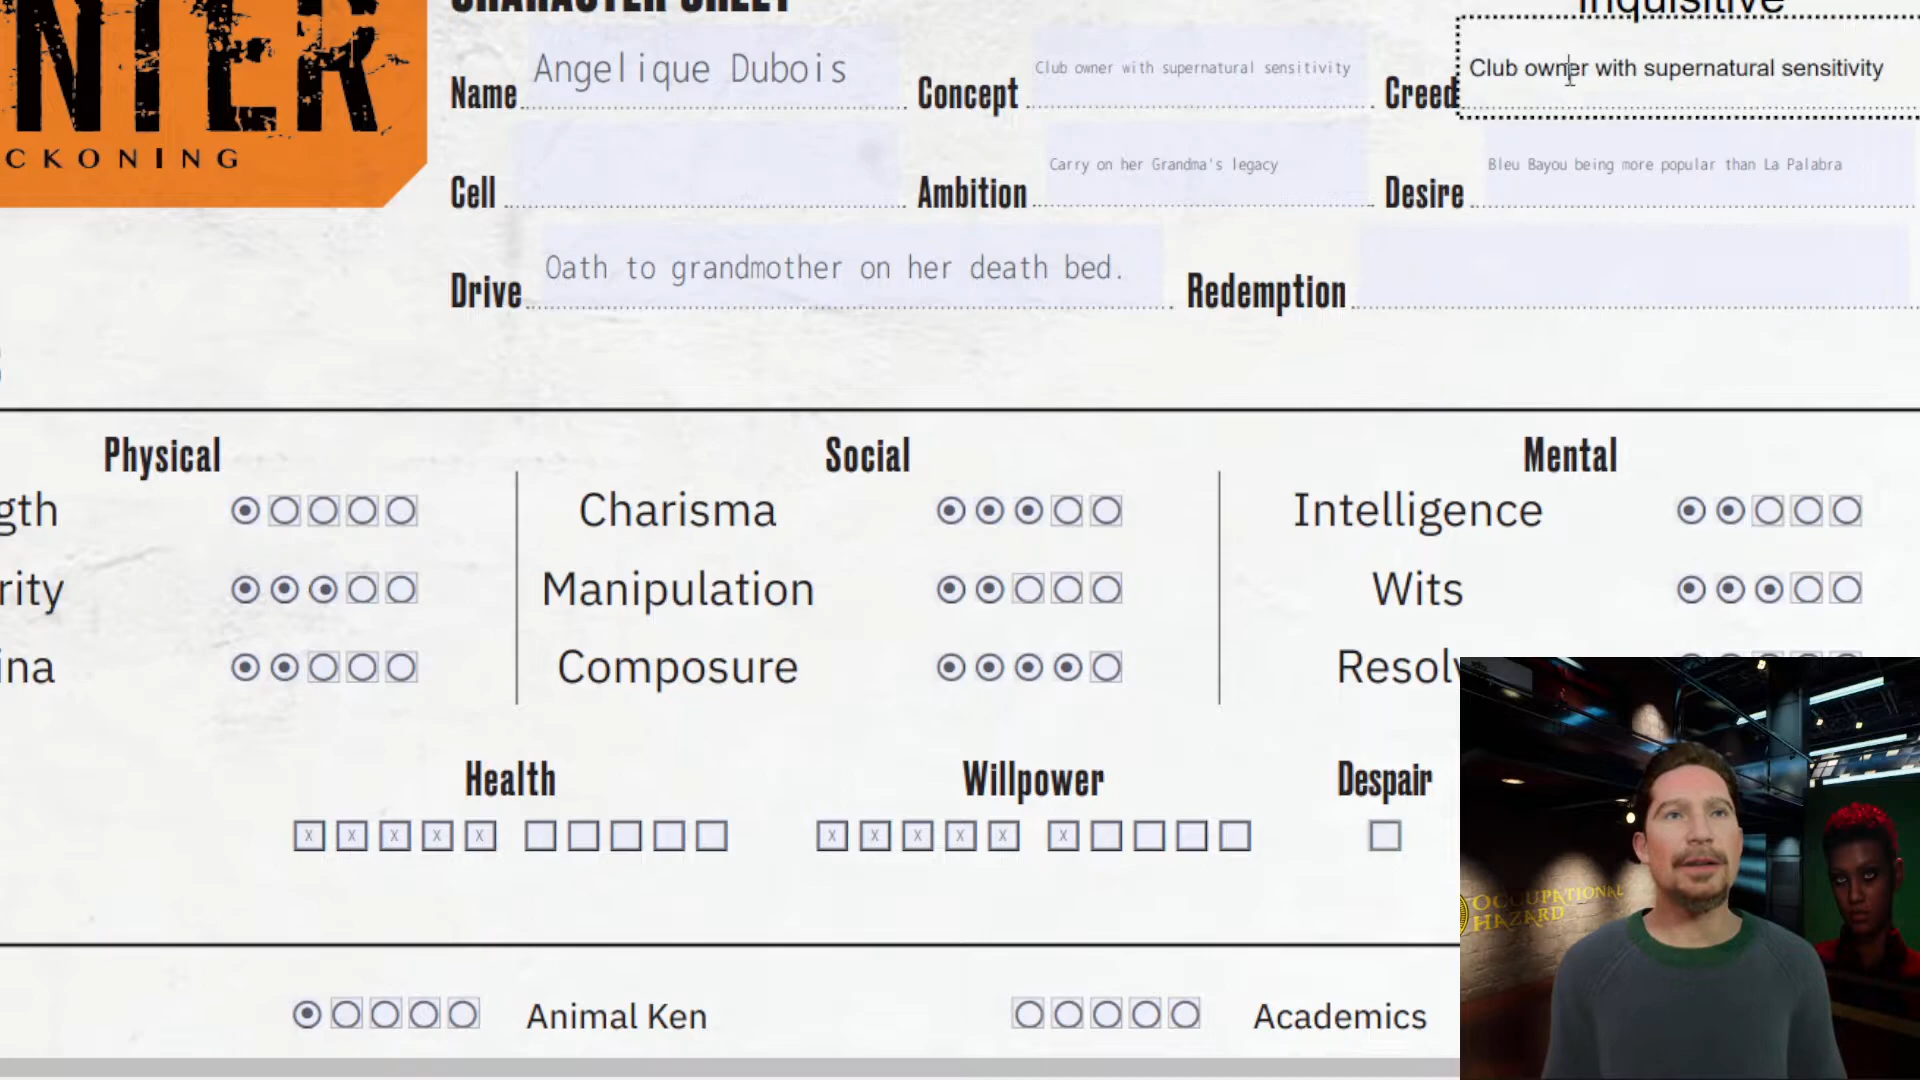 CHARACTER SHEET
Inquisitive
NTER
CKONING
Name Angelique Dubois Concept Club owner with supernatural sensitivity Creed Club owner with supernatural sensitivity
Cell Ambition Carry on her Grandma's legacy Desire Bleu Bayou being more popular than La Palabra
Drive Oath to grandmother on her death bed. Redemption
Physical Social Mental
gth Charisma Intelligence
rity Manipulation Wits
ina Composure Resolv
Health Willpower Despair
x x x x x x x x x x x
OCCUPATIONAL
HAZARD
Animal Ken Academics